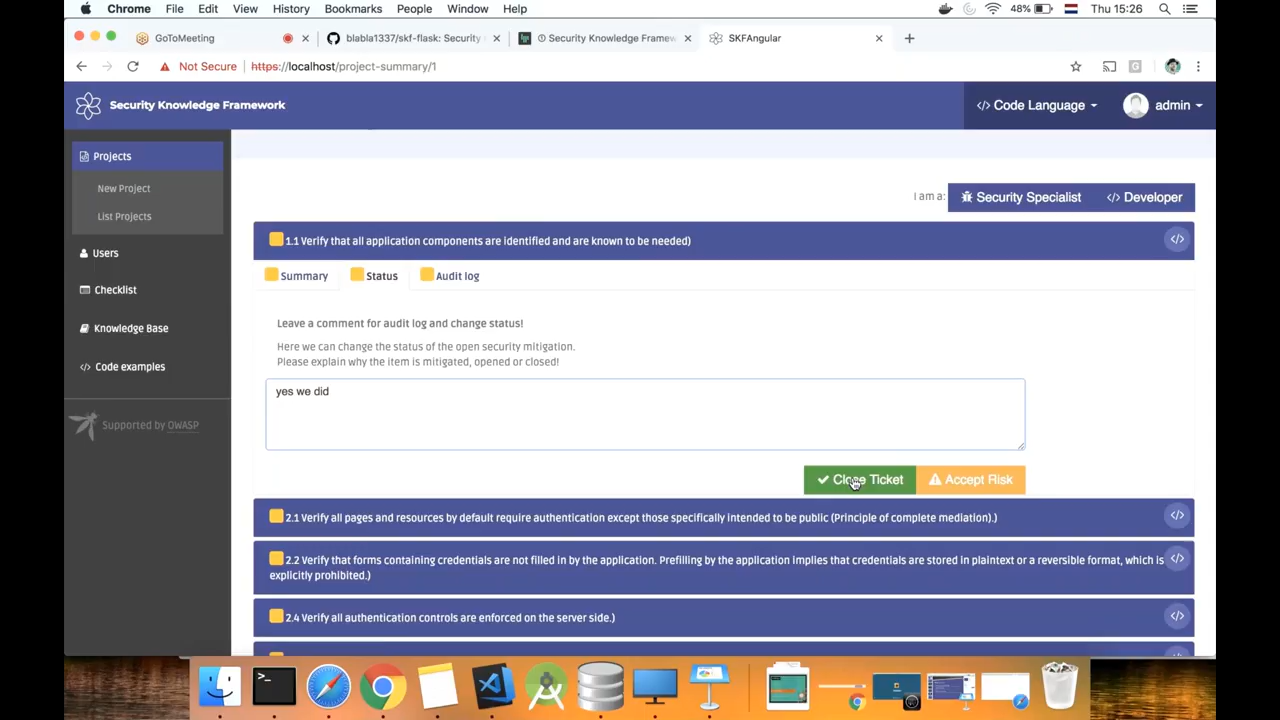 Chrome File Edit View History Bookmarks People Window Help 48% Thu 15:26
GoToMeeting blabla1337/skf-flask: Security Security Knowledge Framew SKFAngular
Not Secure https://localhost/project-summary/1
Security Knowledge Framework Code Language admin
Projects
New Project
List Projects
Users
Checklist
Knowledge Base
Code examples
Supported by OWASP
I am a: Security Specialist Developer
1.1 Verify that all application components are identified and are known to be needed)
Summary Status Audit log
Leave a comment for audit log and change status!
Here we can change the status of the open security mitigation.
Please explain why the item is mitigated, opened or closed!
yes we did
Close Ticket Accept Risk
2.1 Verify all pages and resources by default require authentication except those specifically intended to be public (Principle of complete mediation).)
2.2 Verify that forms containing credentials are not filled in by the application. Prefilling by the application implies that credentials are stored in plaintext or a reversible format, which is
explicitly prohibited.)
2.4 Verify all authentication controls are enforced on the server side.)